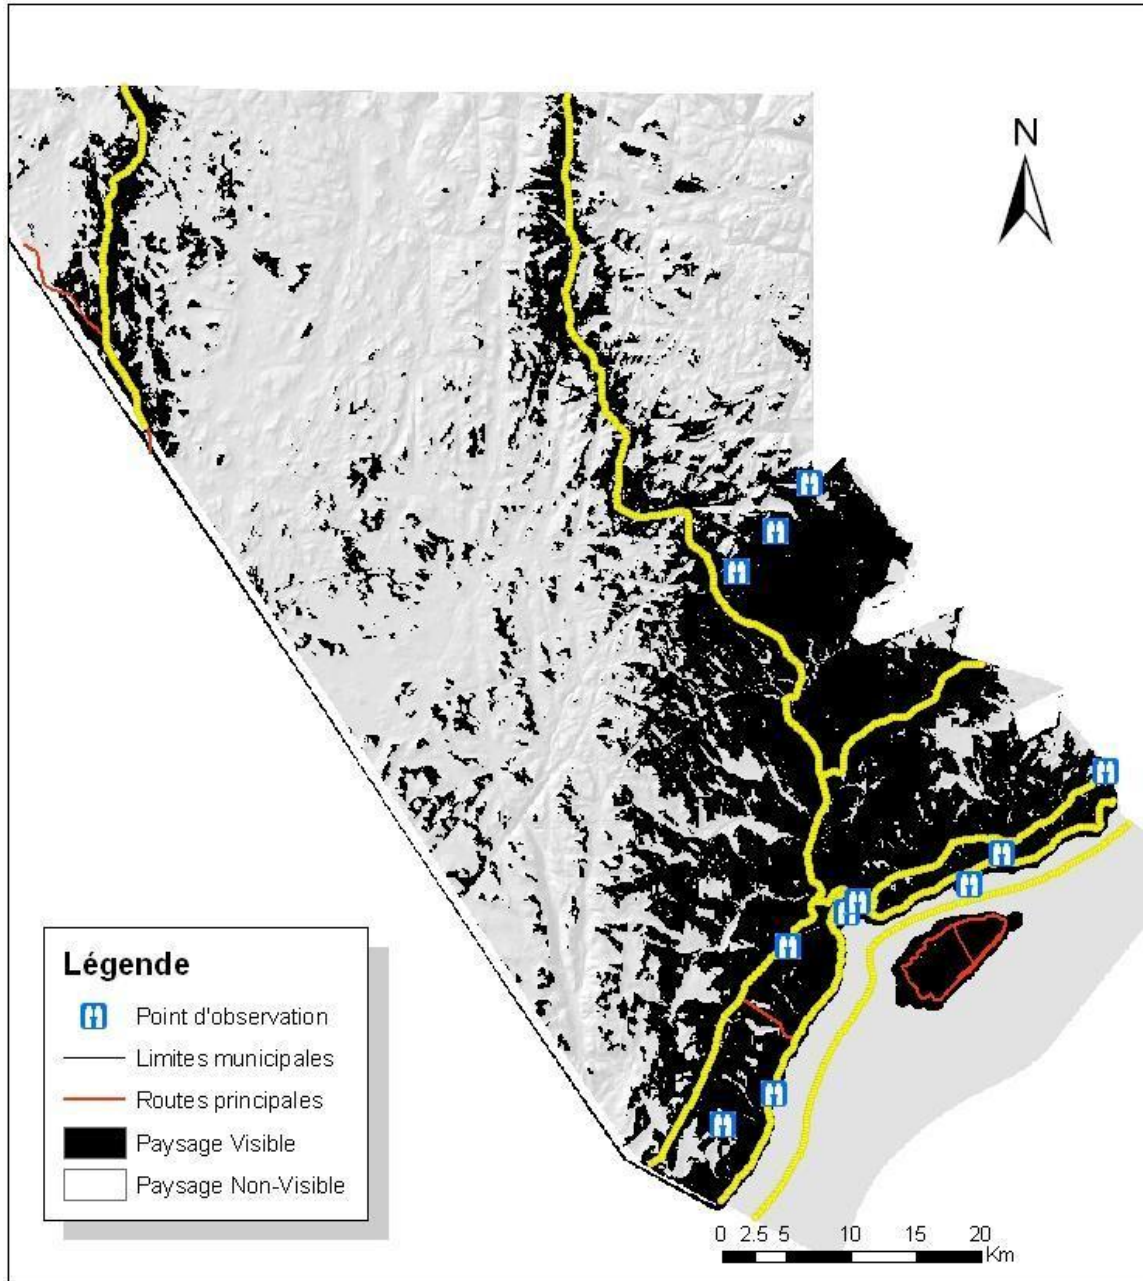 N
Légende
Point d'observation
Limites municipales
Routes principales
Paysage Visible
Paysage Non-Visible
0 2.5 5 10 15 20
Km